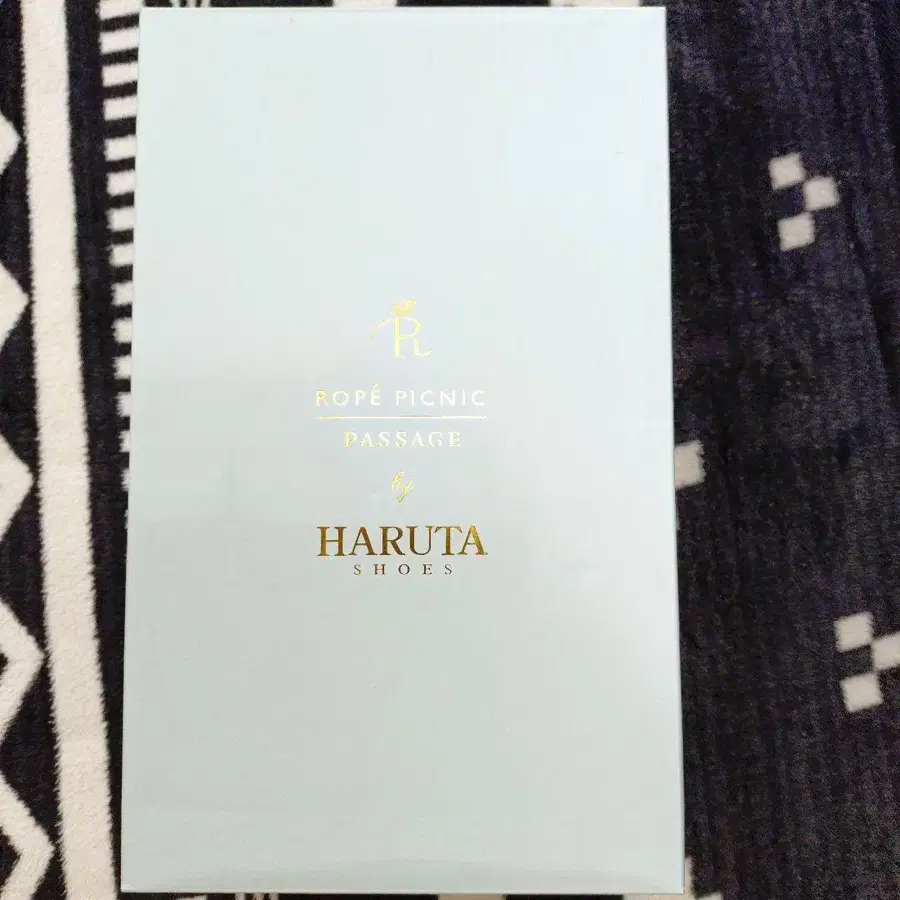 R
ROPÉ PICNIC
PASSAGE
by
HARUTA
SHOES